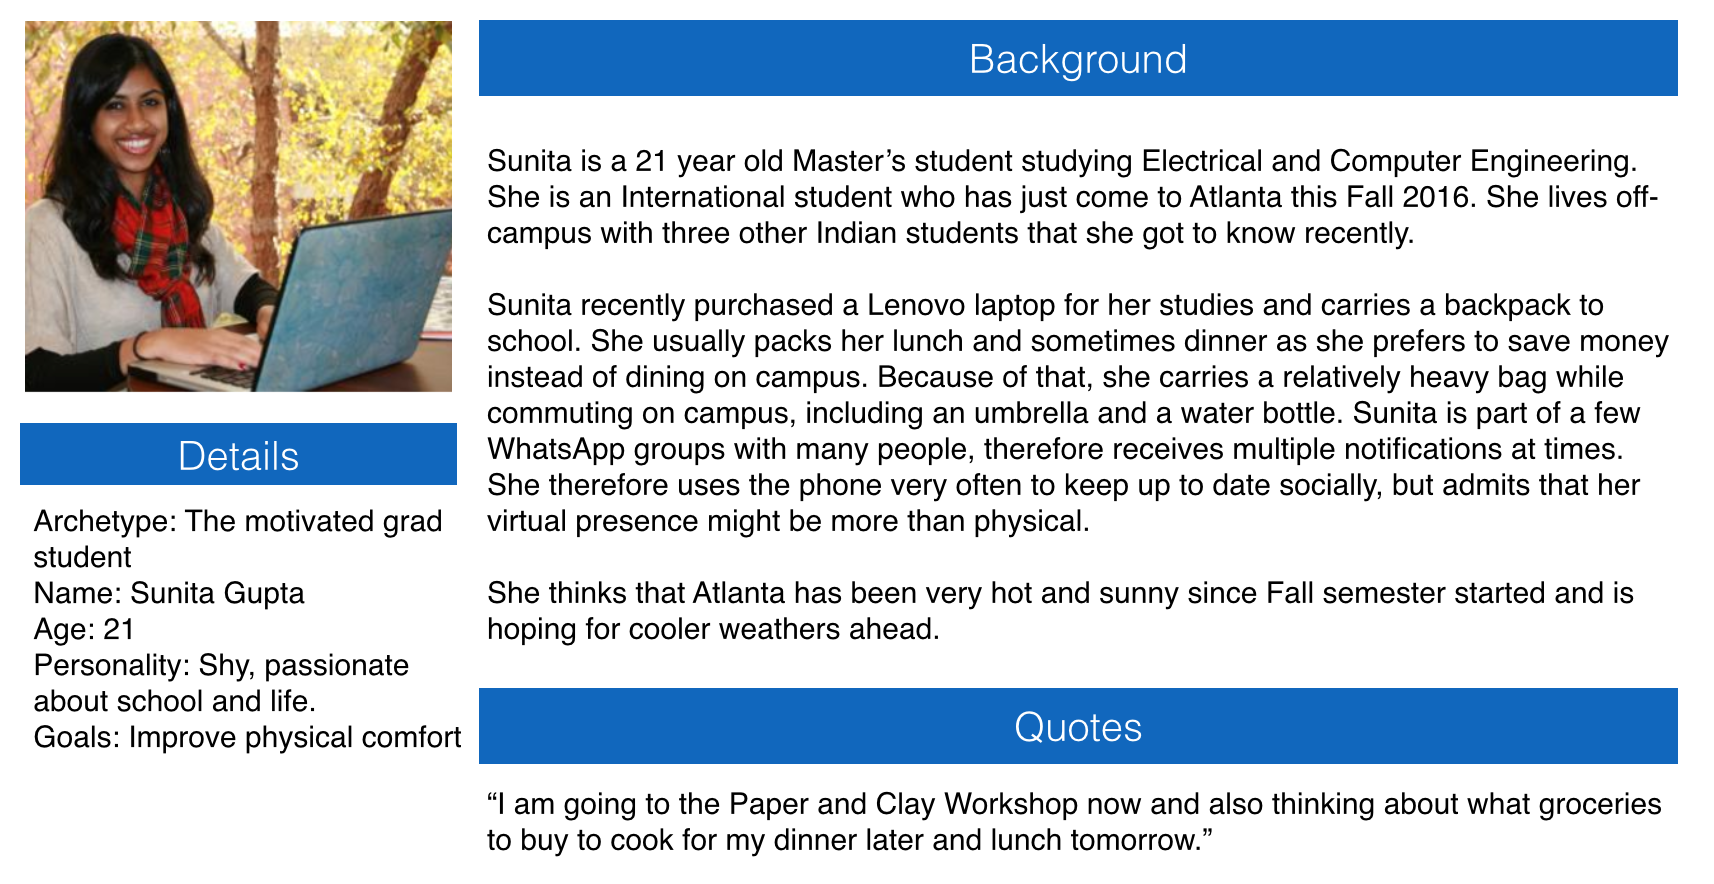 Background
Sunita is a 21 year old Master’s student studying Electrical and Computer Engineering.
She is an International student who has just come to Atlanta this Fall 2016. She lives off-
campus with three other Indian students that she got to know recently.
Sunita recently purchased a Lenovo laptop for her studies and carries a backpack to
school. She usually packs her lunch and sometimes dinner as she prefers to save money
instead of dining on campus. Because of that, she carries a relatively heavy bag while
commuting on campus, including an umbrella and a water bottle. Sunita is part of a few
WhatsApp groups with many people, therefore receives multiple notifications at times.
She therefore uses the phone very often to keep up to date socially, but admits that her
virtual presence might be more than physical.
She thinks that Atlanta has been very hot and sunny since Fall semester started and is
hoping for cooler weathers ahead.
Details
Archetype: The motivated grad
student
Name: Sunita Gupta
Age: 21
Personality: Shy, passionate
about school and life.
Goals: Improve physical comfort
Quotes
“I am going to the Paper and Clay Workshop now and also thinking about what groceries
to buy to cook for my dinner later and lunch tomorrow.”